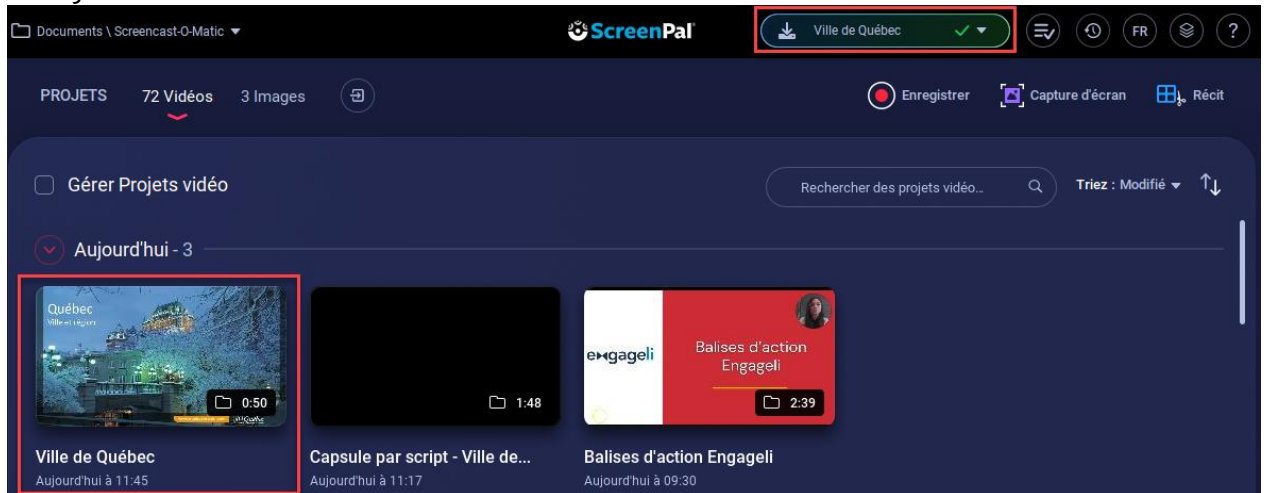 Documents \ Screencast-O-Matic
ScreenPal
Ville de Québec
FR
?
PROJETS
72 Vidéos
3 Images
Enregistrer
Capture d'écran
Récit
Gérer Projets vidéo
Rechercher des projets vidéo...
Triez : Modifié
Aujourd'hui - 3
Québec
Ville et région
0:50
1:48
engageli
Balises d'action
Engageli
2:39
Ville de Québec
Aujourd'hui à 11:45
Capsule par script - Ville de...
Aujourd'hui à 11:17
Balises d'action Engageli
Aujourd'hui à 09:30